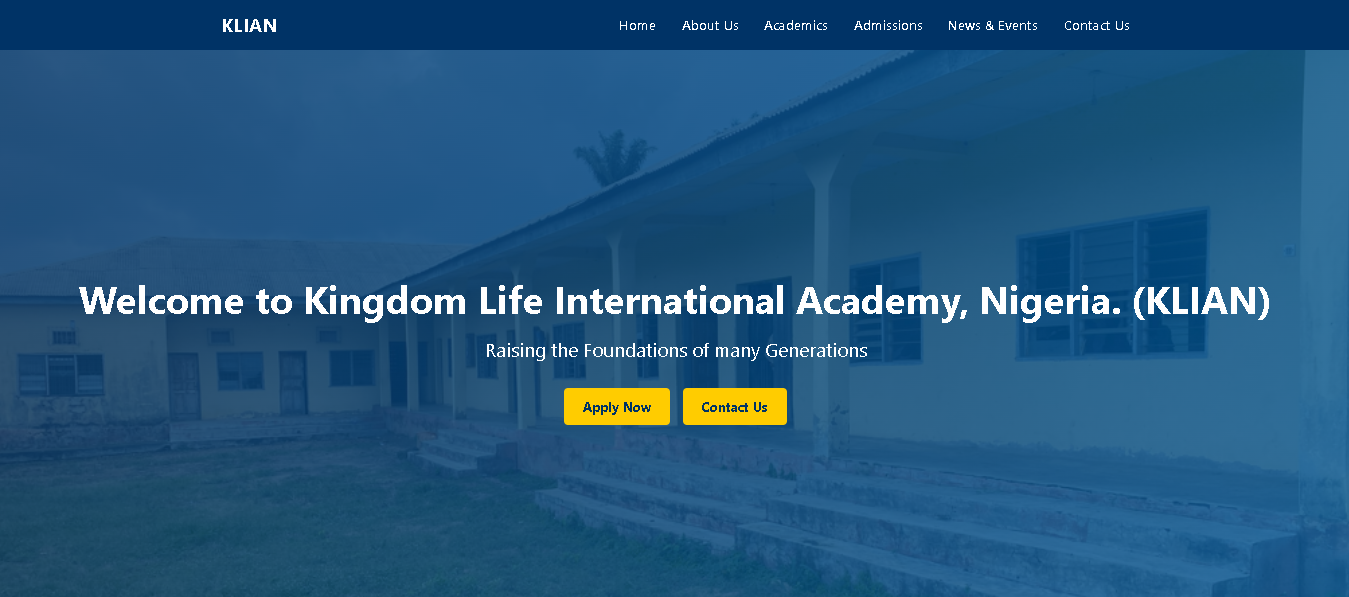 KLIAN
Home About Us Academics Admissions News & Events Contact Us
Welcome to Kingdom Life International Academy, Nigeria. (KLIAN)
Raising the Foundations of many Generations
Apply Now Contact Us